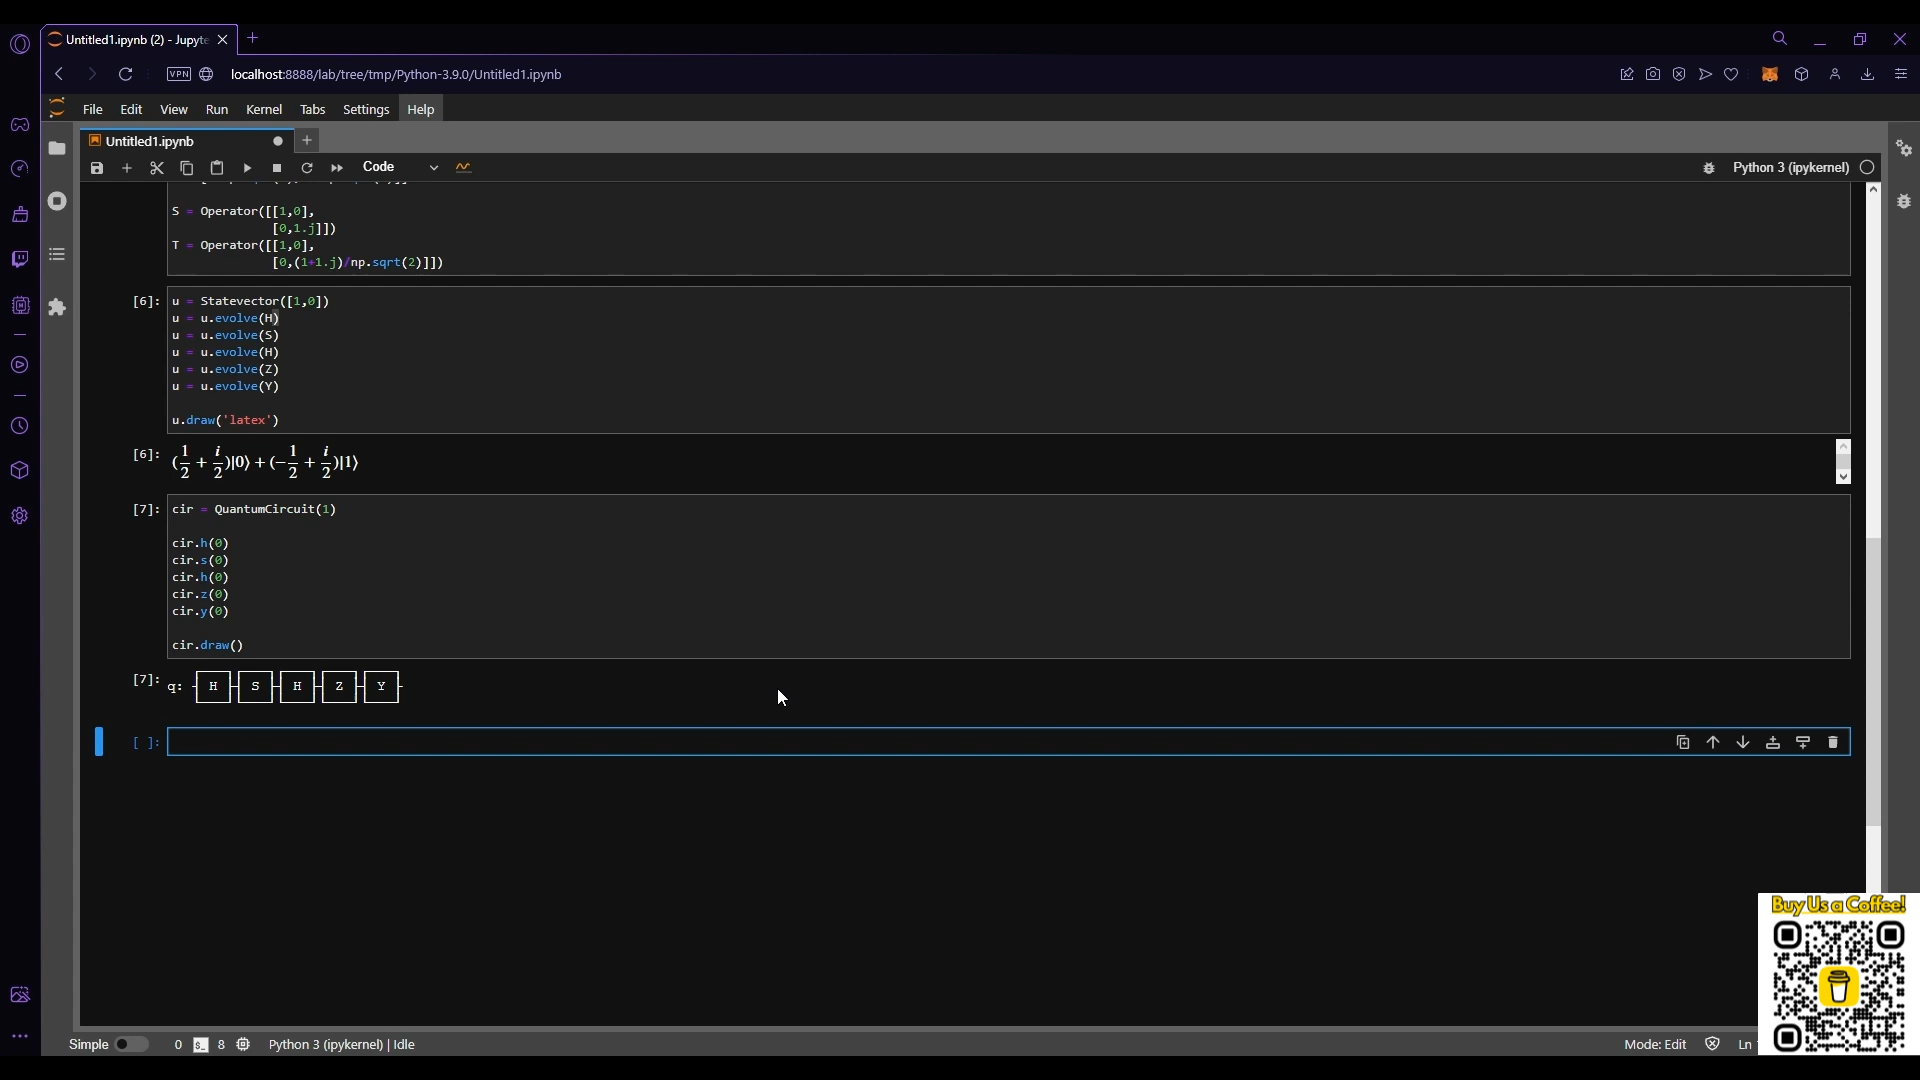 Untitled1.ipynb (2) - Jupyte
VPN localhost:8888/lab/tree/tmp/Python-3.9.0/Untitled1.ipynb
File Edit View Run Kernel Tabs Settings Help
Untitled1.ipynb
Code Python 3 (ipykernel)
S = Operator([[1,0],
[0,1.j]])
T = Operator([[1,0],
[0,(1+1.j)/np.sqrt(2)]])
[6]: u = Statevector([1,0])
u = u.evolve(H)
u = u.evolve(S)
u = u.evolve(H)
u = u.evolve(Z)
u = u.evolve(Y)
u.draw('latex')
[6]: (1/2 + i/2)|0⟩ + (-1/2 + i/2)|1⟩
[7]: cir = QuantumCircuit(1)
cir.h(0)
cir.s(0)
cir.h(0)
cir.z(0)
cir.y(0)
cir.draw()
[7]: q: H S H Z Y
[ ]:
Buy Us a Coffee!
Simple 0 $_ 8 Python 3 (ipykernel) | Idle Mode: Edit Ln